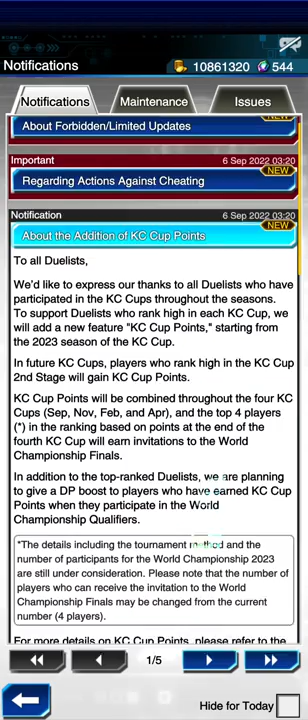 Notifications
10861320
544
Notifications
Maintenance
Issues
NEW
About Forbidden/Limited Updates
Important
6 Sep 2022 03:20
NEW
Regarding Actions Against Cheating
Notification
6 Sep 2022 03:20
NEW
About the Addition of KC Cup Points
To all Duelists,
We'd like to express our thanks to all Duelists who have
participated in the KC Cups throughout the seasons.
To support Duelists who rank high in each KC Cup, we
will add a new feature "KC Cup Points," starting from
the 2023 season of the KC Cup.
In future KC Cups, players who rank high in the KC Cup
2nd Stage will gain KC Cup Points.
KC Cup Points will be combined throughout the four KC
Cups (Sep, Nov, Feb, and Apr), and the top 4 players
(*) in the ranking based on points at the end of the
fourth KC Cup will earn invitations to the World
Championship Finals.
In addition to the top-ranked Duelists, we are planning
to give a DP boost to players who have earned KC Cup
Points when they participate in the World
Championship Qualifiers.
*The details including the tournament method and the
number of participants for the World Championship 2023
are still under consideration. Please note that the number of
players who can receive the invitation to the World
Championship Finals may be changed from the current
number (4 players).
For more details on KC Cup Points, please refer to the
1/5
Hide for Today